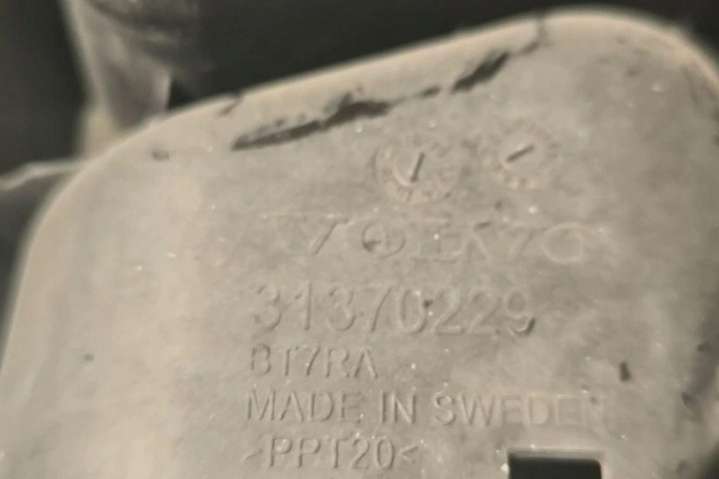 VOLVO
31370229
BT7RA
MADE IN SWEDEN
<PPT20<